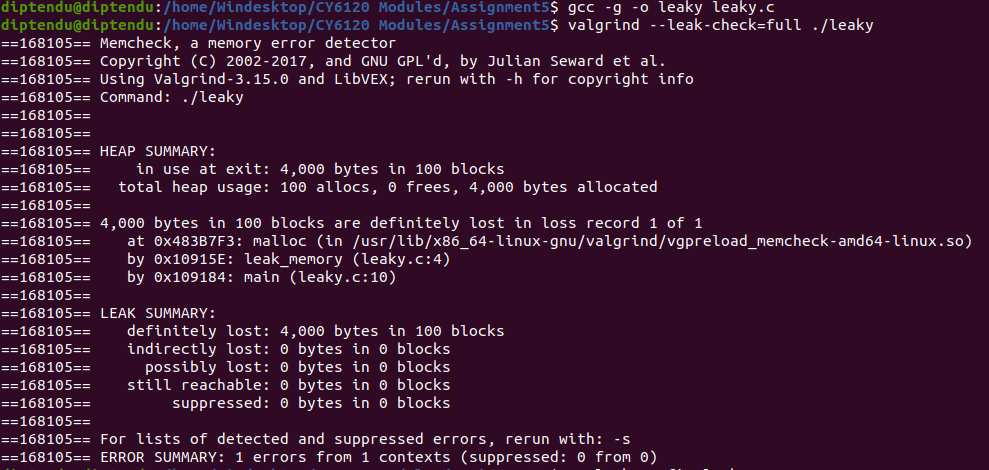 diptendu@diptendu:/home/Windesktop/CY6120 Modules/Assignment5$ gcc -g -o leaky leaky.c
diptendu@diptendu:/home/Windesktop/CY6120 Modules/Assignment5$ valgrind --leak-check=full ./leaky
==168105== Memcheck, a memory error detector
==168105== Copyright (C) 2002-2017, and GNU GPL'd, by Julian Seward et al.
==168105== Using Valgrind-3.15.0 and LibVEX; rerun with -h for copyright info
==168105== Command: ./leaky
==168105==
==168105==
==168105== HEAP SUMMARY:
==168105==     in use at exit: 4,000 bytes in 100 blocks
==168105==   total heap usage: 100 allocs, 0 frees, 4,000 bytes allocated
==168105==
==168105== 4,000 bytes in 100 blocks are definitely lost in loss record 1 of 1
==168105==    at 0x483B7F3: malloc (in /usr/lib/x86_64-linux-gnu/valgrind/vgpreload_memcheck-amd64-linux.so)
==168105==    by 0x10915E: leak_memory (leaky.c:4)
==168105==    by 0x109184: main (leaky.c:10)
==168105==
==168105== LEAK SUMMARY:
==168105==    definitely lost: 4,000 bytes in 100 blocks
==168105==    indirectly lost: 0 bytes in 0 blocks
==168105==      possibly lost: 0 bytes in 0 blocks
==168105==    still reachable: 0 bytes in 0 blocks
==168105==         suppressed: 0 bytes in 0 blocks
==168105==
==168105== For lists of detected and suppressed errors, rerun with: -s
==168105== ERROR SUMMARY: 1 errors from 1 contexts (suppressed: 0 from 0)